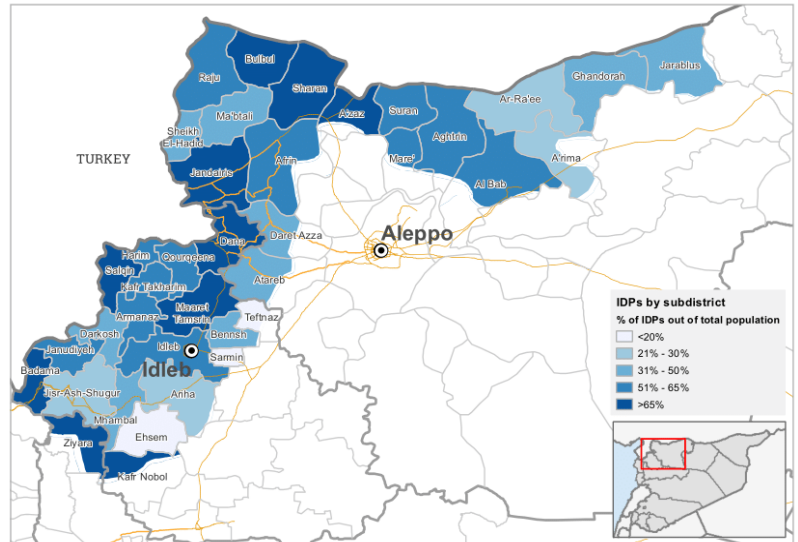 Bulbul
Raju
Sharan
Ma'btali
A'zaz
Suran
Ar-Ra'ee
Ghandorah
Jarablus
Sheikh
El-Hadid
Aghtrin
TURKEY
Afrin
Mare'
A'rima
Jandairis
Al Bab
Aleppo
Dana
Daret Azza
Harim
Qourqeena
Salqin
Atareb
Kafr Takharim
Maaret
Tamsrin
Armanaz
Teftnaz
Darkosh
Bennsh
Janudiyeh
Idleb
Sarmin
Badama
Idleb
Jisr-Ash-Shugur
Ariha
Mhambal
Ziyara
Ehsem
Kafr Nobol
IDPs by subdistrict
% of IDPs out of total population
<20%
21% - 30%
31% - 50%
51% - 65%
>65%